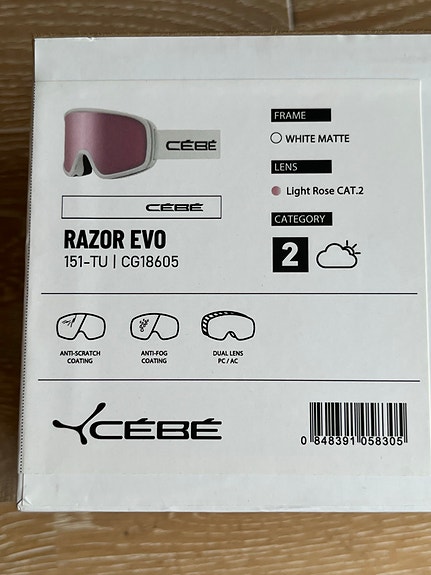 CÉBÉ
CÉBÉ
RAZOR EVO
151-TU | CG18605
FRAME
WHITE MATTE
LENS
Light Rose CAT.2
CATEGORY
2
ANTI-SCRATCH
COATING
ANTI-FOG
COATING
DUAL LENS
PC / AC
CÉBÉ
0 848391 058305